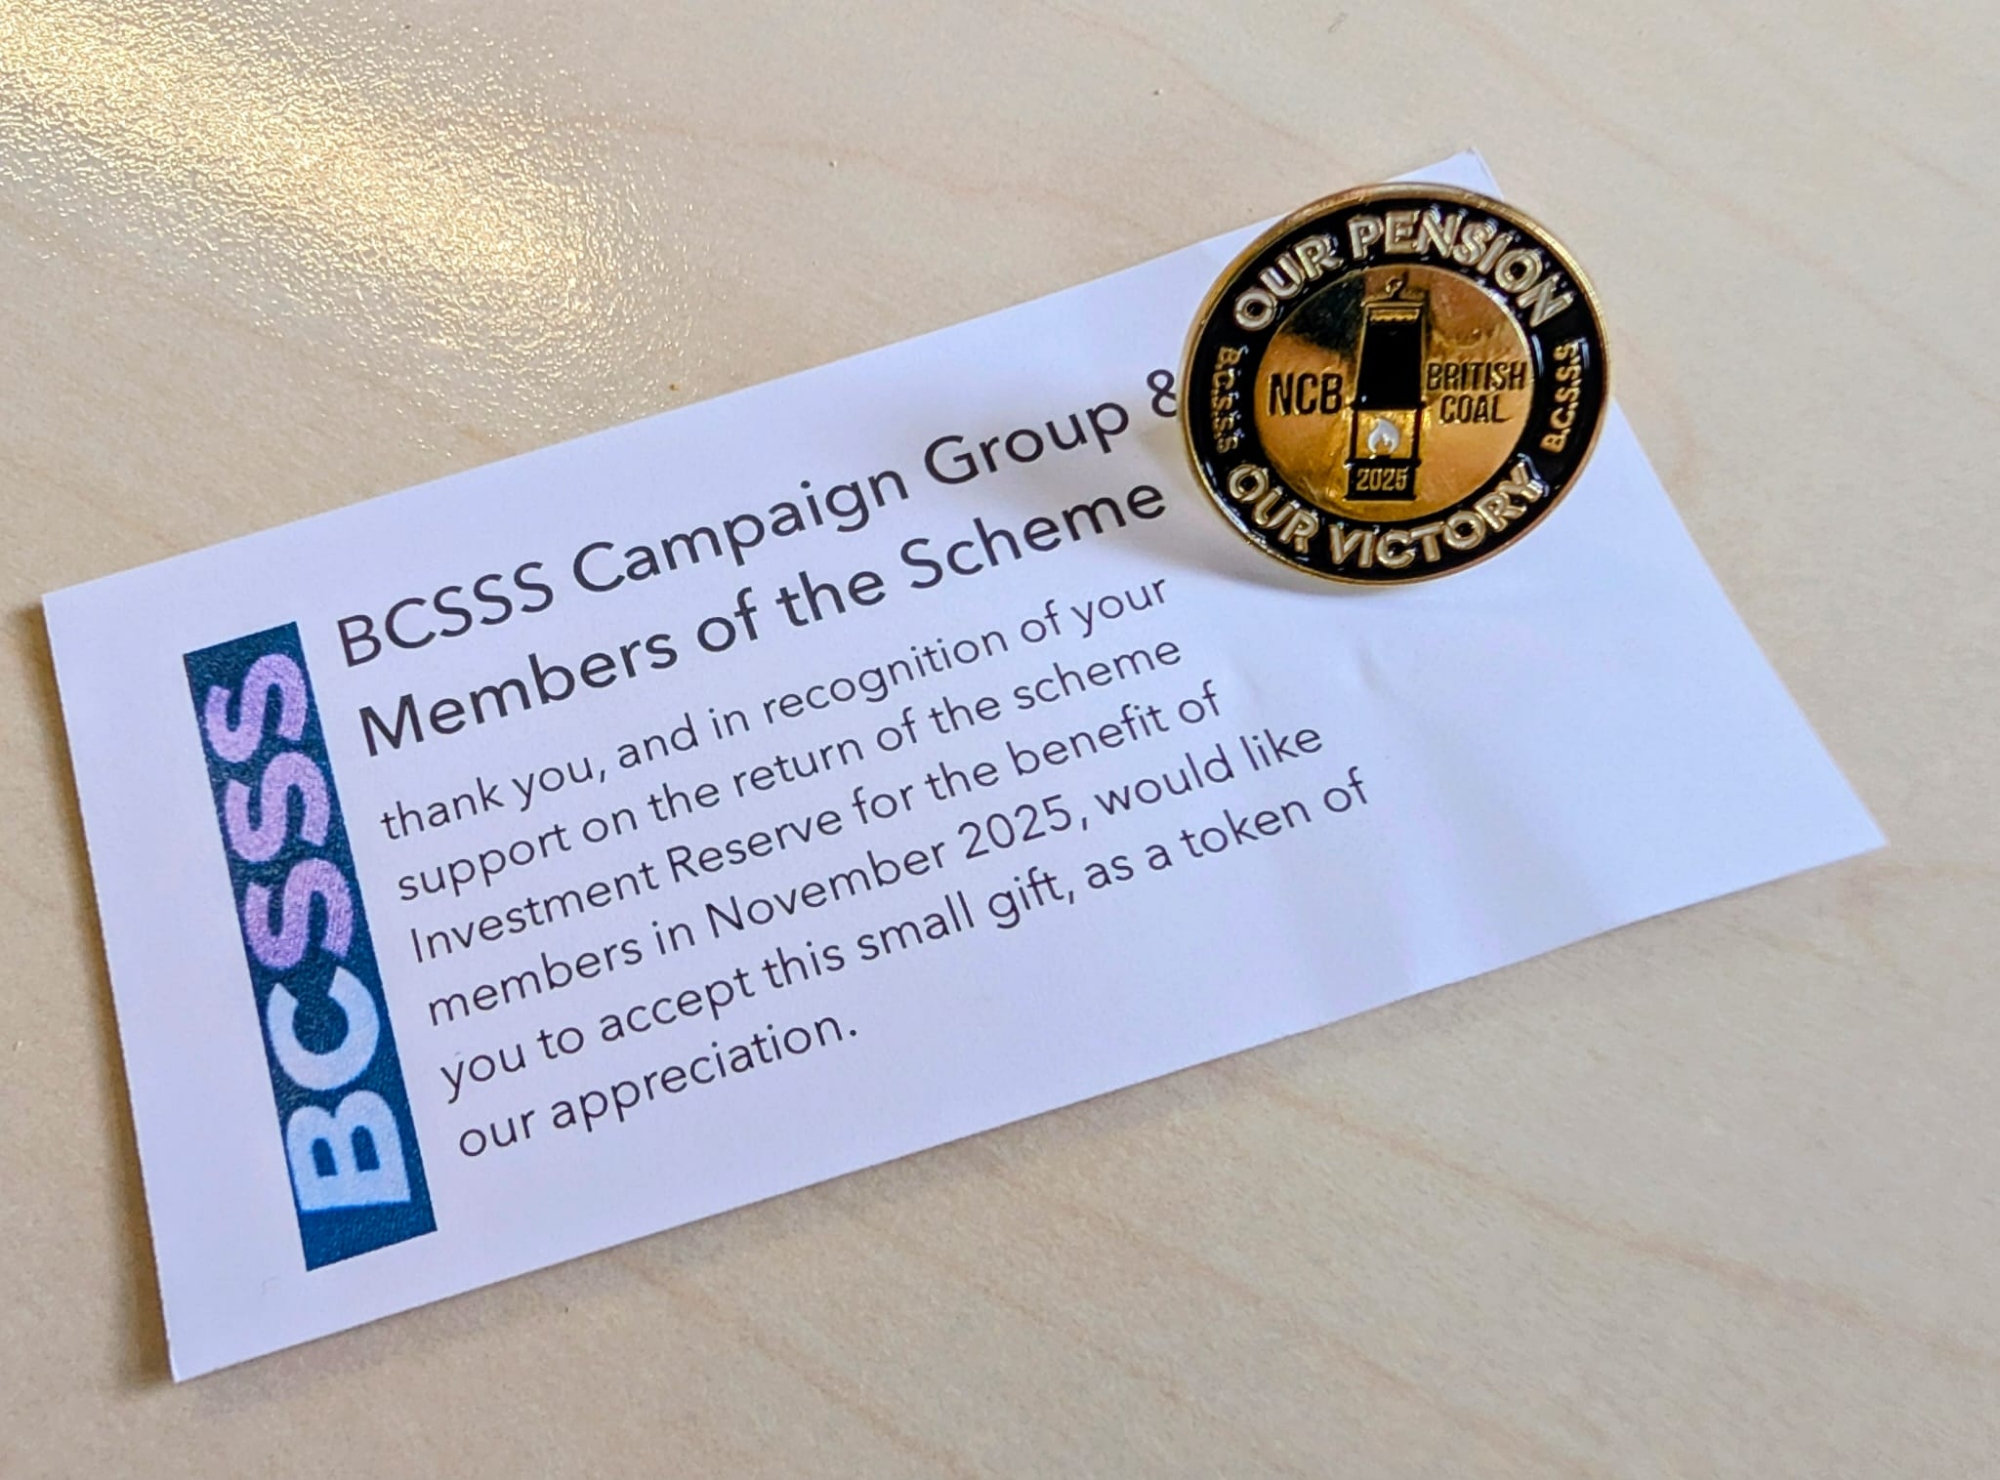 BCSSS
BCSSS Campaign Group &
Members of the Scheme
thank you, and in recognition of your
support on the return of the scheme
Investment Reserve for the benefit of
members in November 2025, would like
you to accept this small gift, as a token of
our appreciation.
OUR PENSION
B.C.S.S.S
NCB
BRITISH
COAL
B.C.S.S.S
2025
OUR VICTORY